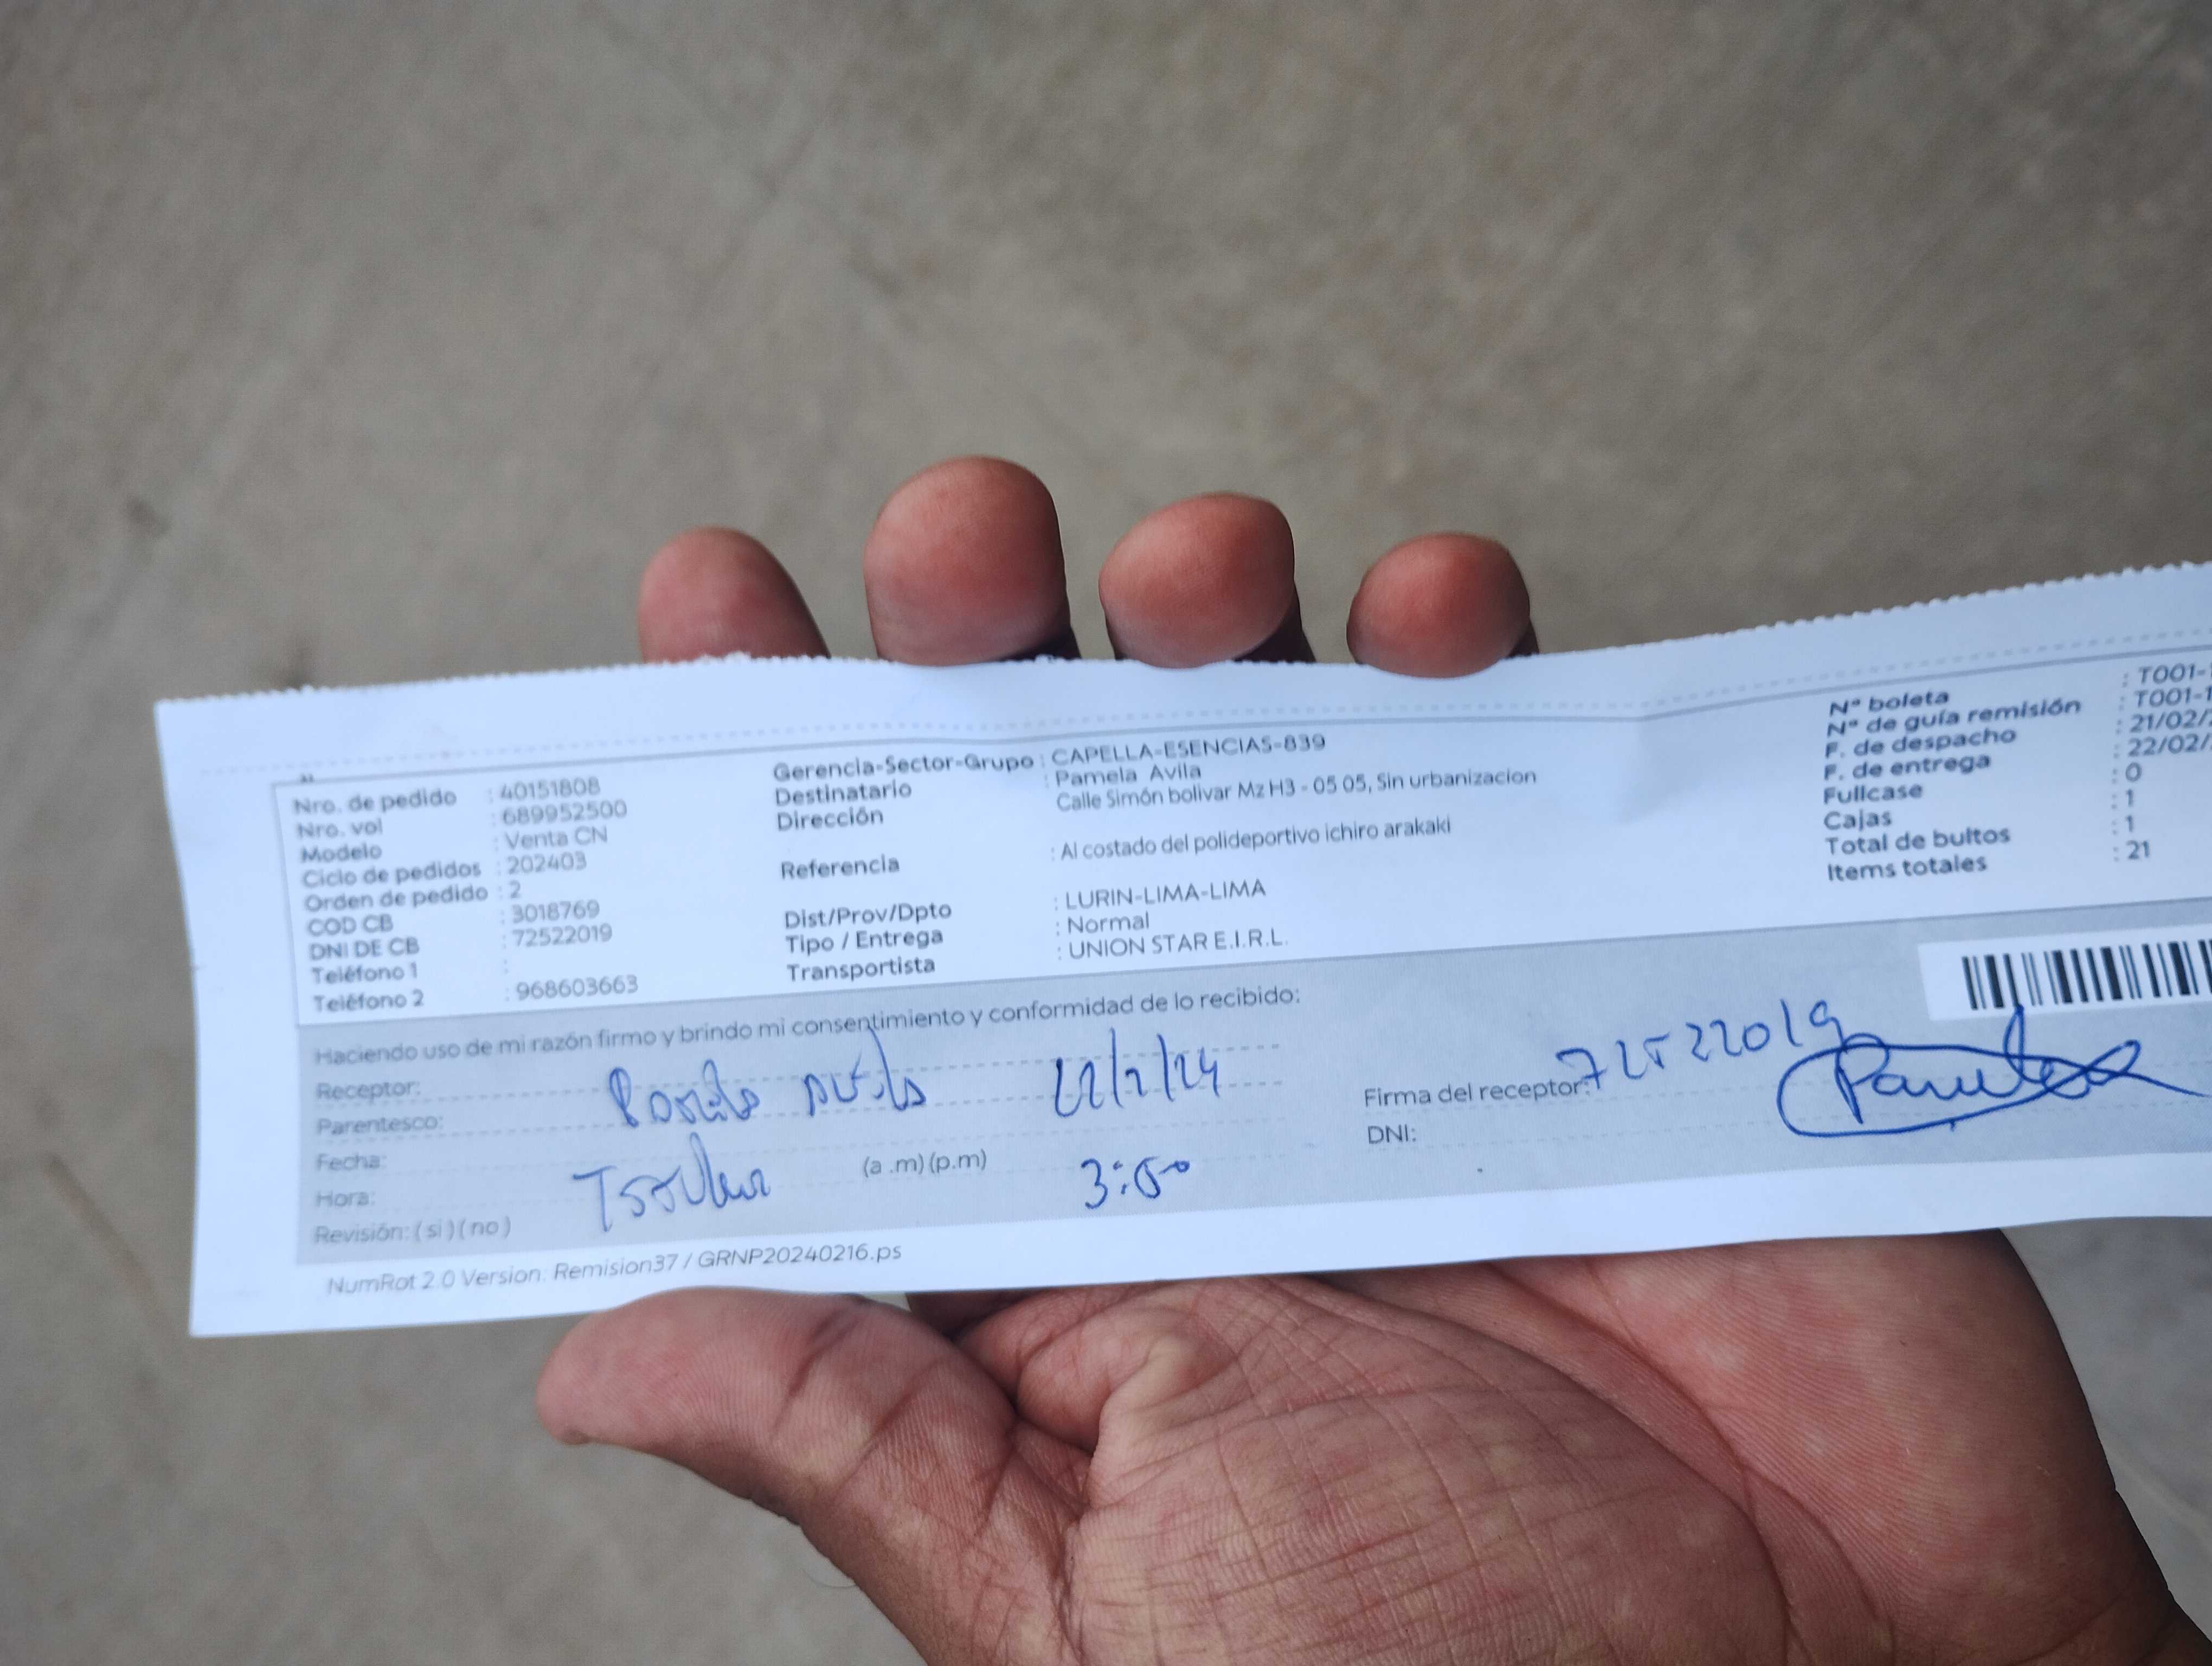 Nro. de pedido : 40151808
Nro. vol : 689952500
Modelo : Venta CN
Ciclo de pedidos : 202403
Orden de pedido : 2
COD CB : 3018769
DNI DE CB : 72522019
Teléfono 1 :
Teléfono 2 : 968603663
Gerencia-Sector-Grupo : CAPELLA-ESENCIAS-839
Destinatario : Pamela Avila
Dirección Calle Simón bolivar Mz H3 - 05 05, Sin urbanizacion
Referencia : Al costado del polideportivo ichiro arakaki
Dist/Prov/Dpto : LURIN-LIMA-LIMA
Tipo / Entrega : Normal
Transportista : UNION STAR E.I.R.L.
N° boleta : T001-
N° de guía remisión : T001-1
F. de despacho : 21/02/
F. de entrega : 22/02/
Fullcase : 0
Cajas : 1
Total de bultos : 1
Items totales : 21
Haciendo uso de mi razón firmo y brindo mi consentimiento y conformidad de lo recibido:
Receptor:
Parentesco:
Fecha: 22/2/24
Hora: (a .m) (p.m) 3:00
Revisión: ( si ) ( no )
Firma del receptor: 72522019
DNI: Pamela
NumRot 2.0 Version: Remision37 / GRNP20240216.ps